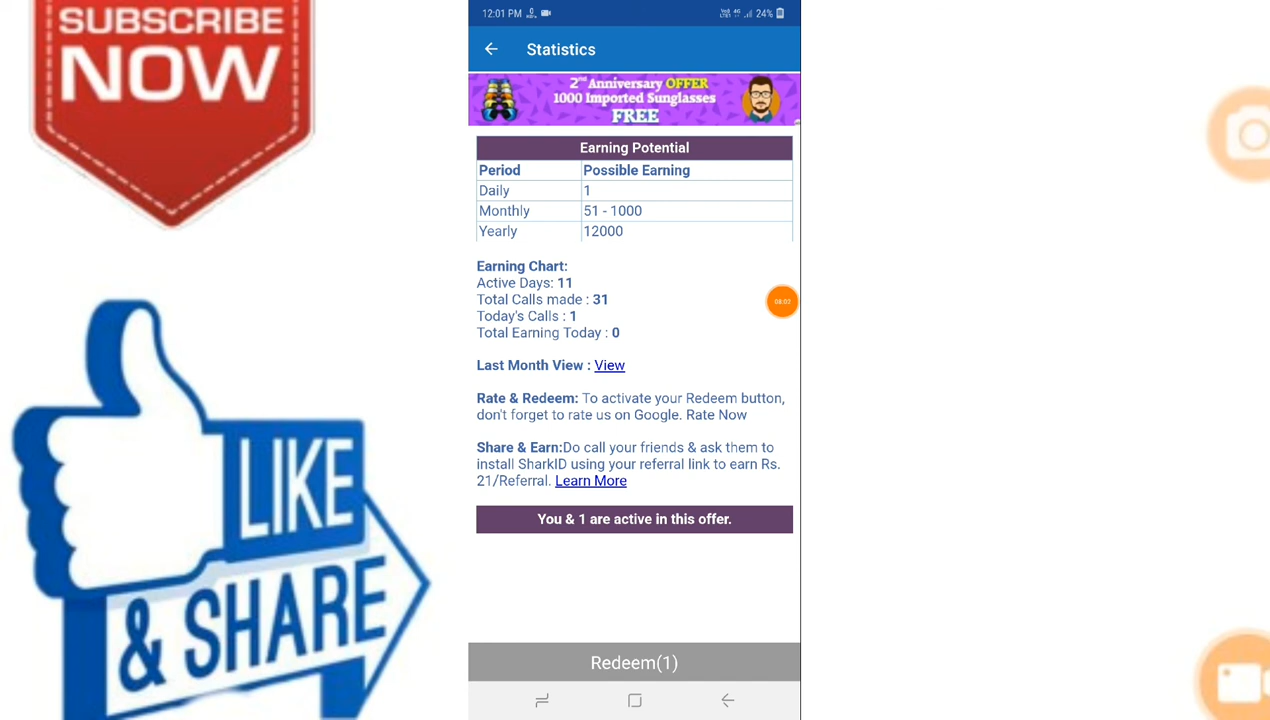 SUBSCRIBE
NOW
LIKE
& SHARE
12:01 PM 24%
Statistics
2nd Anniversary OFFER
1000 Imported Sunglasses
FREE
Earning Potential
Period Possible Earning
Daily 1
Monthly 51 - 1000
Yearly 12000
Earning Chart:
Active Days: 11
Total Calls made : 31
Today's Calls : 1
Total Earning Today : 0
Last Month View : View
Rate & Redeem: To activate your Redeem button,
don't forget to rate us on Google. Rate Now
Share & Earn:Do call your friends & ask them to
install SharkID using your referral link to earn Rs.
21/Referral. Learn More
You & 1 are active in this offer.
Redeem(1)